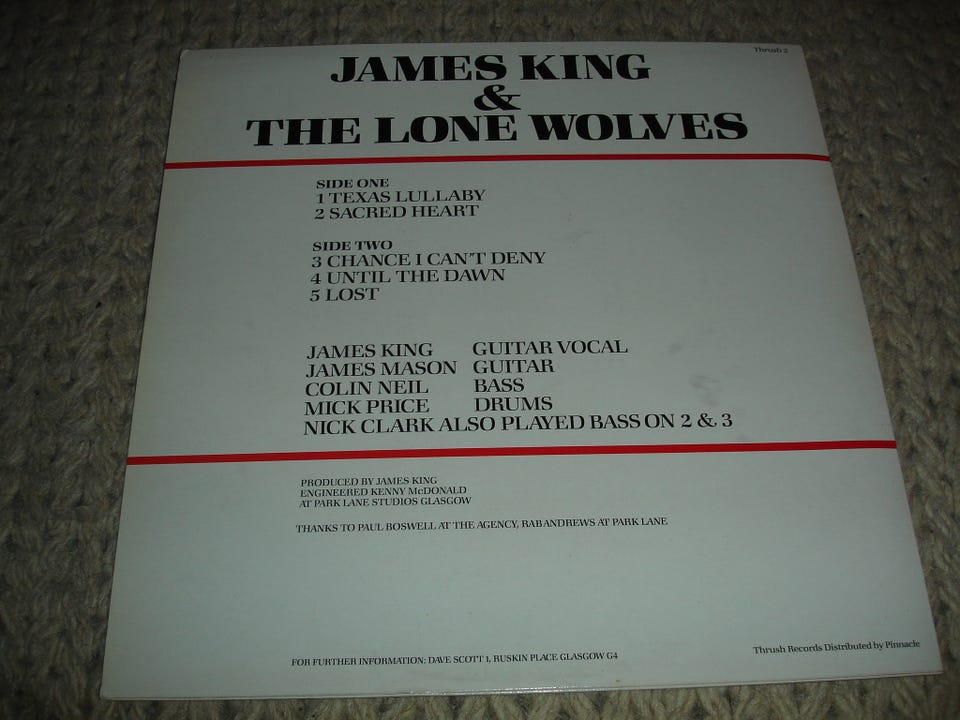 Thrush 2
JAMES KING
&
THE LONE WOLVES
SIDE ONE
1 TEXAS LULLABY
2 SACRED HEART
SIDE TWO
3 CHANCE I CAN'T DENY
4 UNTIL THE DAWN
5 LOST
JAMES KING GUITAR VOCAL
JAMES MASON GUITAR
COLIN NEIL BASS
MICK PRICE DRUMS
NICK CLARK ALSO PLAYED BASS ON 2 & 3
PRODUCED BY JAMES KING
ENGINEERED KENNY McDONALD
AT PARK LANE STUDIOS GLASGOW
THANKS TO PAUL BOSWELL AT THE AGENCY, RAB ANDREWS AT PARK LANE
FOR FURTHER INFORMATION: DAVE SCOTT 1, RUSKIN PLACE GLASGOW G4
Thrush Records Distributed by Pinnacle